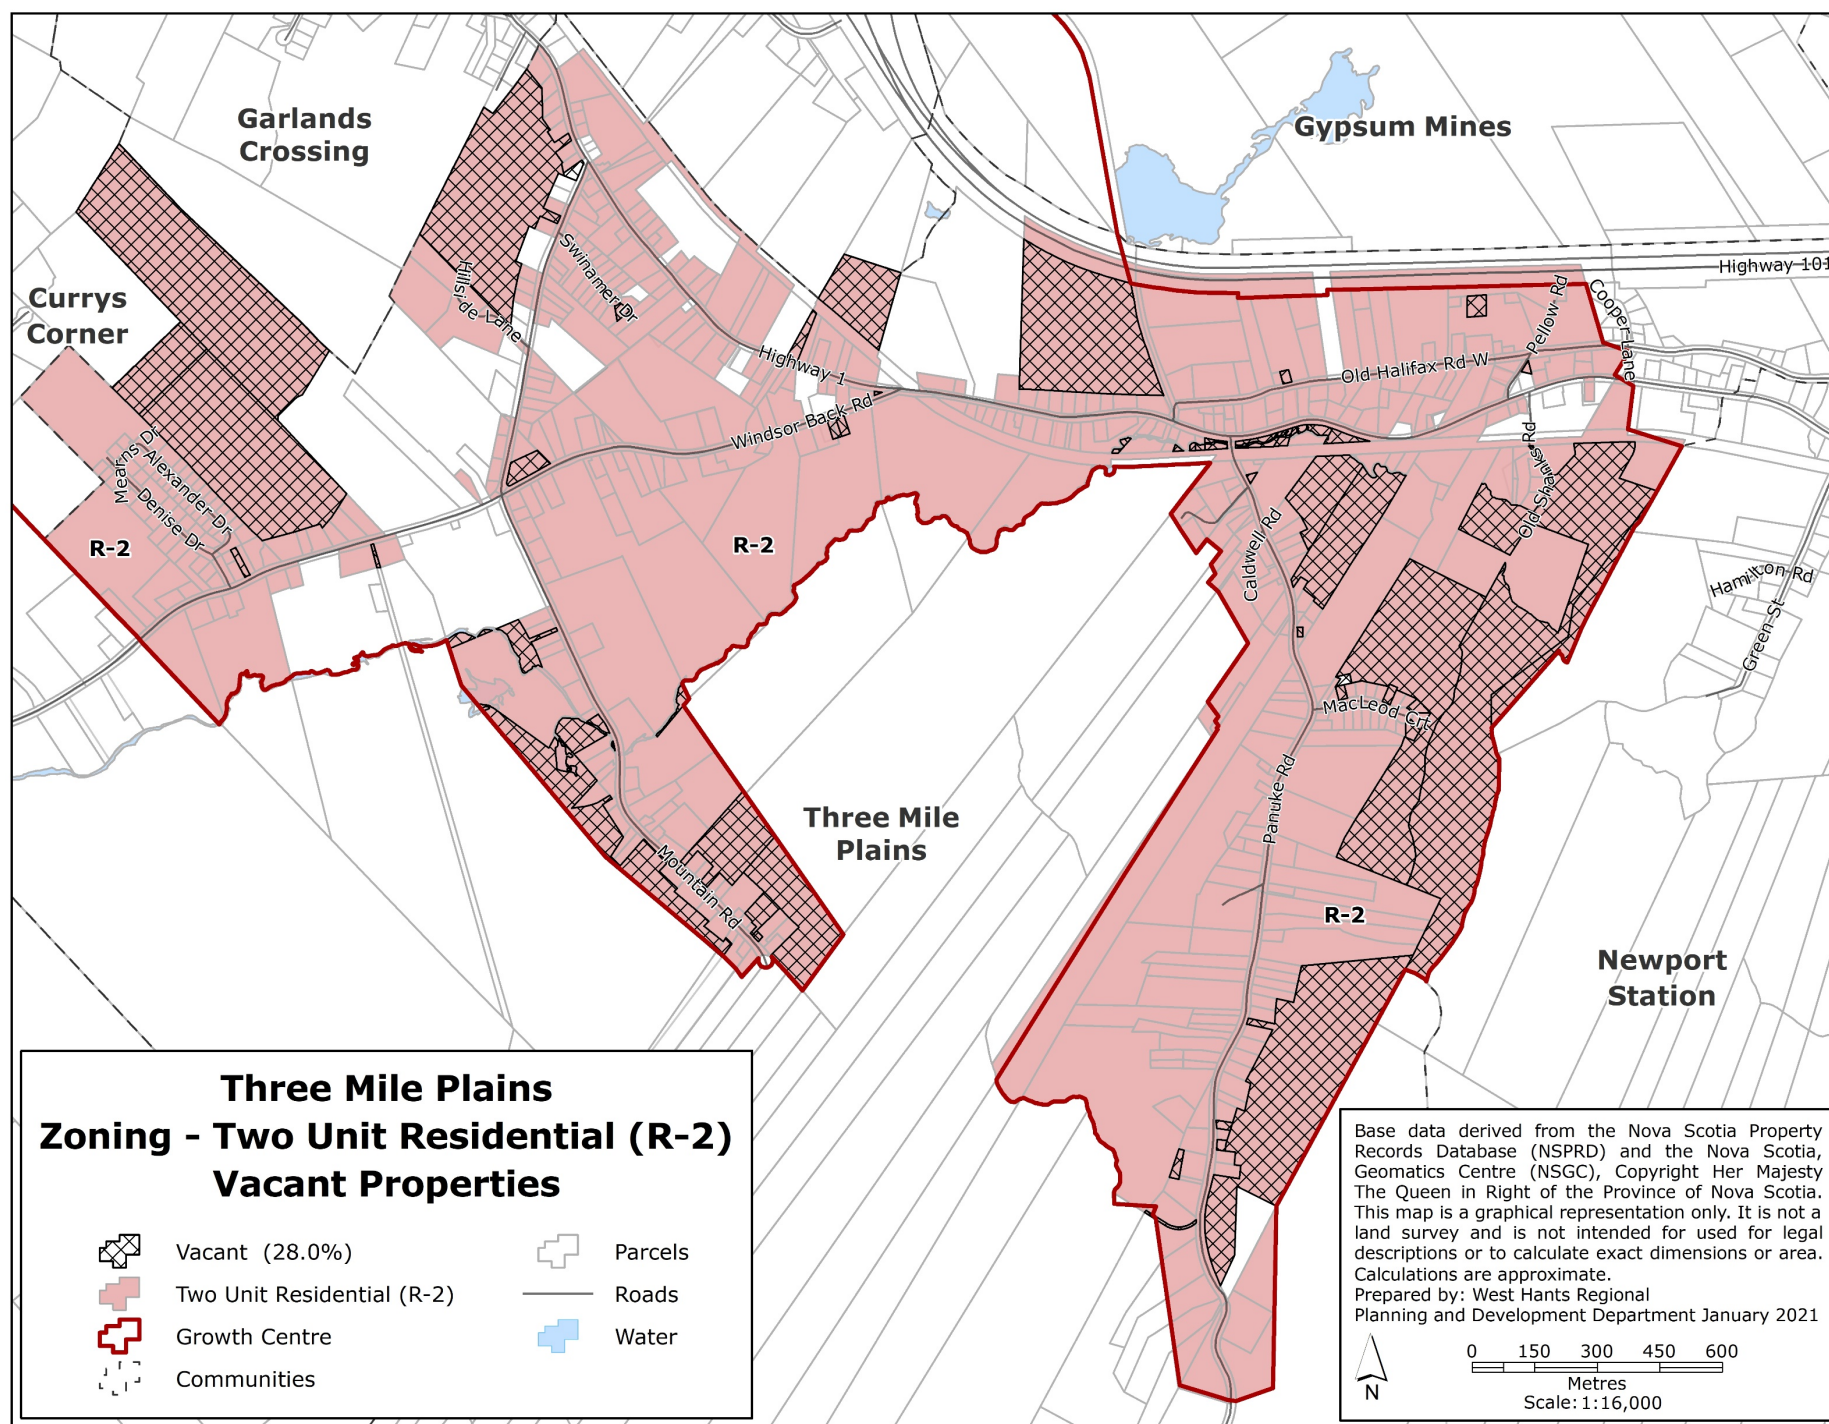 Garlands
Crossing
Gypsum Mines
Highway 101
Currys
Corner
Hillside Lane
Swinamer Dr
Highway 1
Windsor Back Rd
Old Halifax Rd W
Pellow Rd
Cooper Lane
Mearns Dr
Alexander Dr
Denise Dr
R-2
R-2
Caldwell Rd
Old Shanks Rd
Hamilton Rd
Green St
MacLeod Crt
Panuke Rd
Three Mile
Plains
Mountain Rd
R-2
Newport
Station
Three Mile Plains
Zoning - Two Unit Residential (R-2)
Vacant Properties
Vacant (28.0%)
Parcels
Two Unit Residential (R-2)
Roads
Growth Centre
Water
Communities
Base data derived from the Nova Scotia Property
Records Database (NSPRD) and the Nova Scotia,
Geomatics Centre (NSGC), Copyright Her Majesty
The Queen in Right of the Province of Nova Scotia.
This map is a graphical representation only. It is not a
land survey and is not intended for used for legal
descriptions or to calculate exact dimensions or area.
Calculations are approximate.
Prepared by: West Hants Regional
Planning and Development Department January 2021
N
0 150 300 450 600
Metres
Scale: 1:16,000